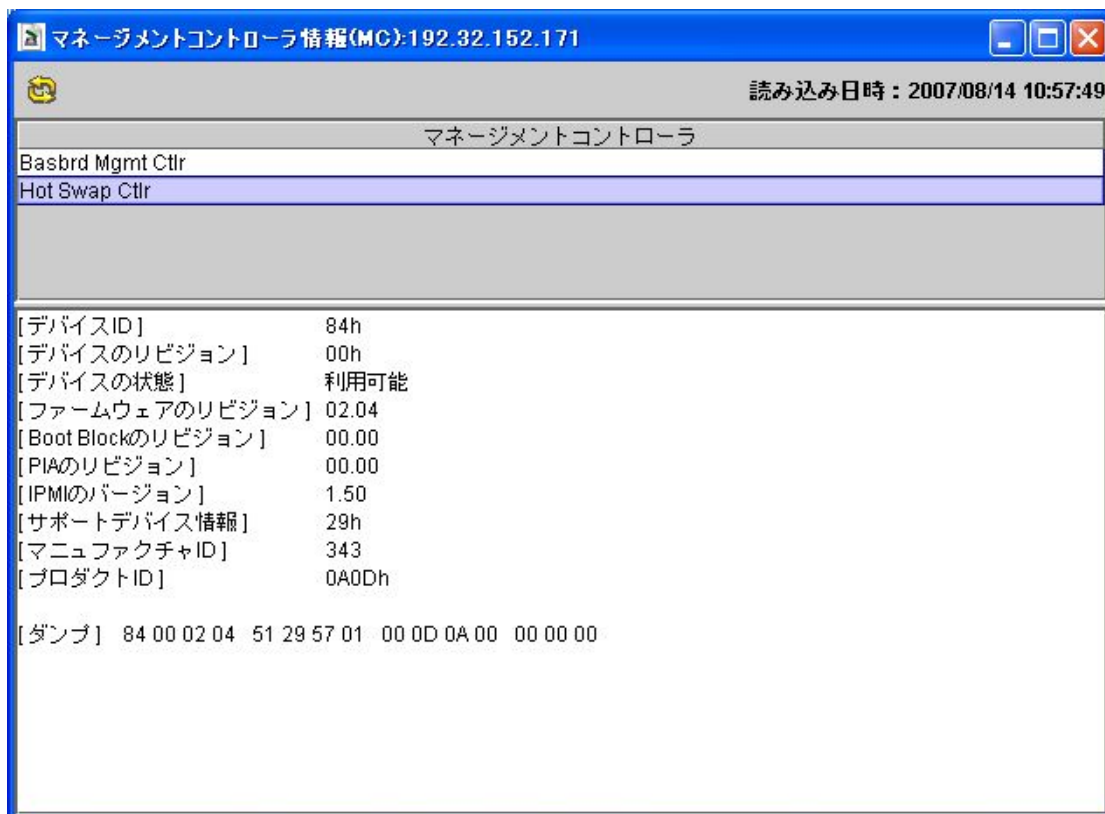 マネージメントコントローラ情報(MC):192.32.152.171
読み込み日時：2007/08/14 10:57:49
マネージメントコントローラ
Basbrd Mgmt Ctlr
Hot Swap Ctlr
[デバイスID] 84h
[デバイスのリビジョン] 00h
[デバイスの状態] 利用可能
[ファームウェアのリビジョン] 02.04
[Boot Blockのリビジョン] 00.00
[PIAのリビジョン] 00.00
[IPMIのバージョン] 1.50
[サポートデバイス情報] 29h
[マニュファクチャID] 343
[プロダクトID] 0A0Dh
[ダンプ] 84 00 02 04 51 29 57 01 00 0D 0A 00 00 00 00